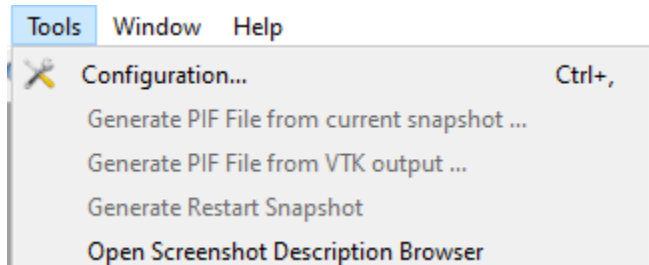 Tools Window Help
Configuration... Ctrl+,
Generate PIF File from current snapshot ...
Generate PIF File from VTK output ...
Generate Restart Snapshot
Open Screenshot Description Browser